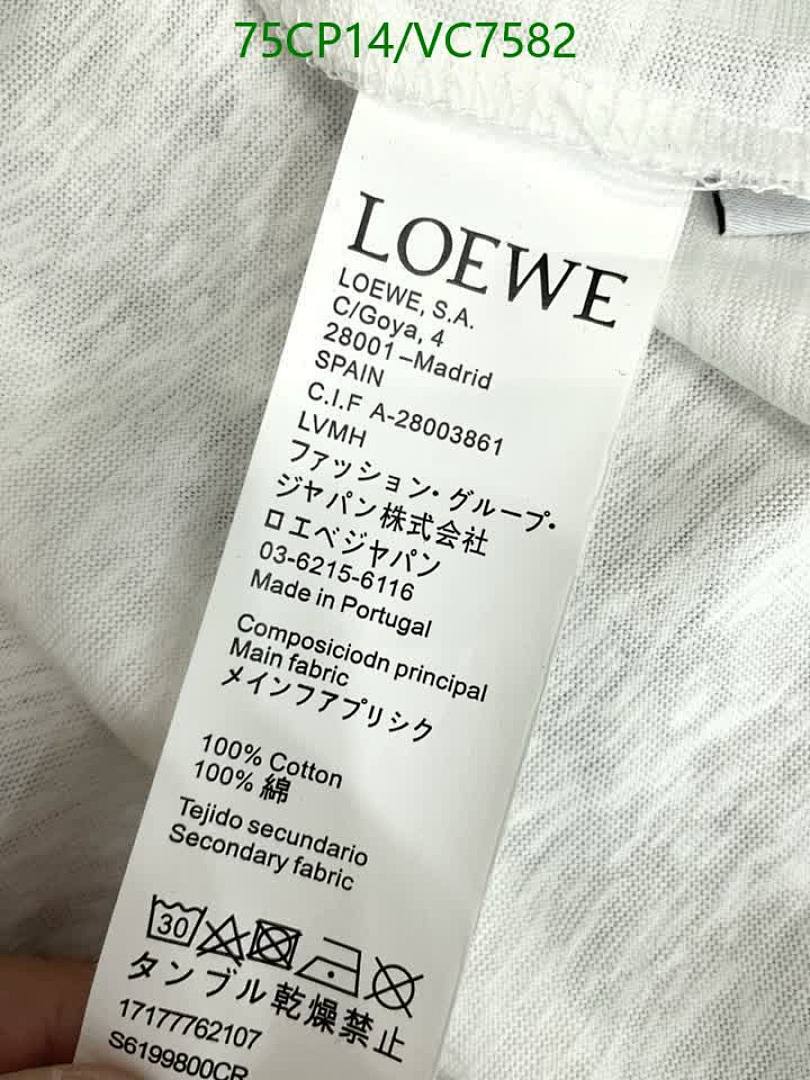 75CP14/VC7582
LOEWE
LOEWE, S.A.
C/Goya, 4
28001–Madrid
SPAIN
C.I.F A-28003861
LVMH
ファッション・グループ・
ジャパン株式会社
ロエベジャパン
03-6215-6116
Made in Portugal
Composiciodn principal
Main fabric
メインフアプリシク
100% Cotton
100% 綿
Tejido secundario
Secondary fabric
30
タンブル乾燥禁止
17177762107
S6199800CR